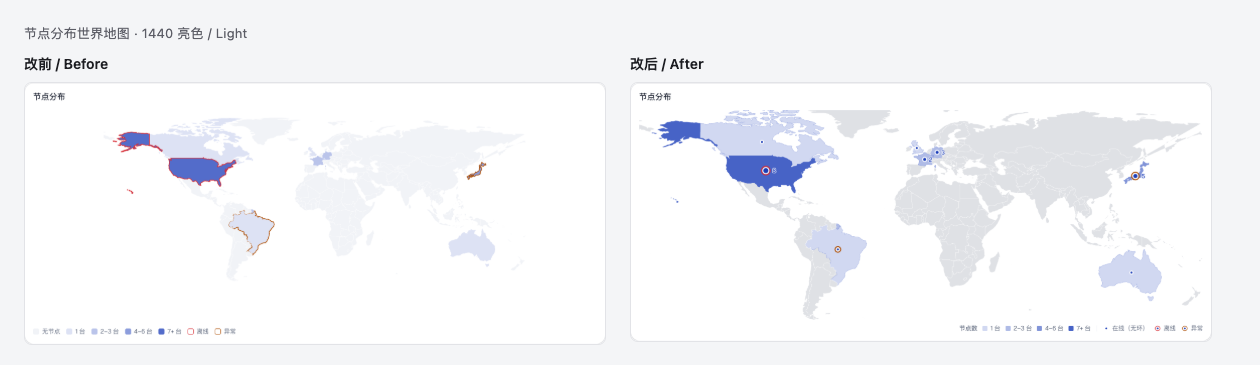 节点分布世界地图 · 1440 亮色 / Light
改前 / Before
节点分布
无节点 1 台 2–3 台 4–6 台 7+ 台 离线 异常
改后 / After
节点分布
节点数 1 台 2–3 台 4–6 台 7+ 台 在线（无环） 离线 异常